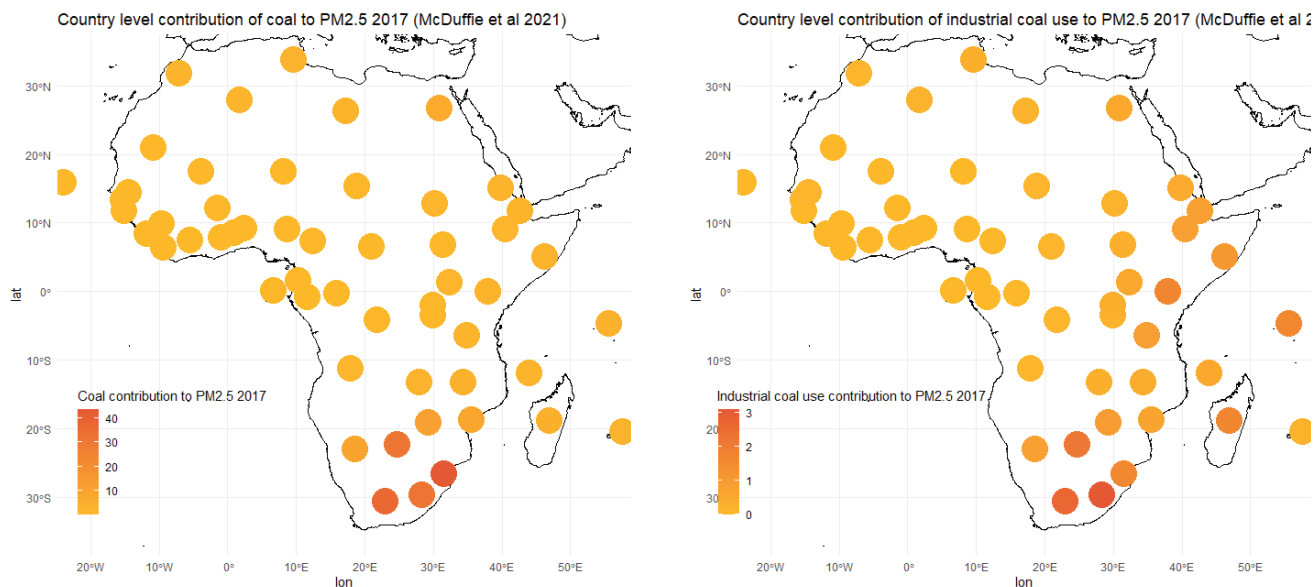 Country level contribution of coal to PM2.5 2017 (McDuffie et al 2021)
30°N
20°N
10°N
0°
10°S
20°S
30°S
lat
Coal contribution to PM2.5 2017
40
30
20
10
20°W
10°W
0°
10°E
20°E
30°E
40°E
50°E
lon
Country level contribution of industrial coal use to PM2.5 2017 (McDuffie et al 2
30°N
20°N
10°N
0°
10°S
20°
30°
lat
Industrial coal use contribution to PM2.5 2017
3
2
1
0
20°W
10°W
0°
10°E
20°E
30°E
40°E
50°E
lon